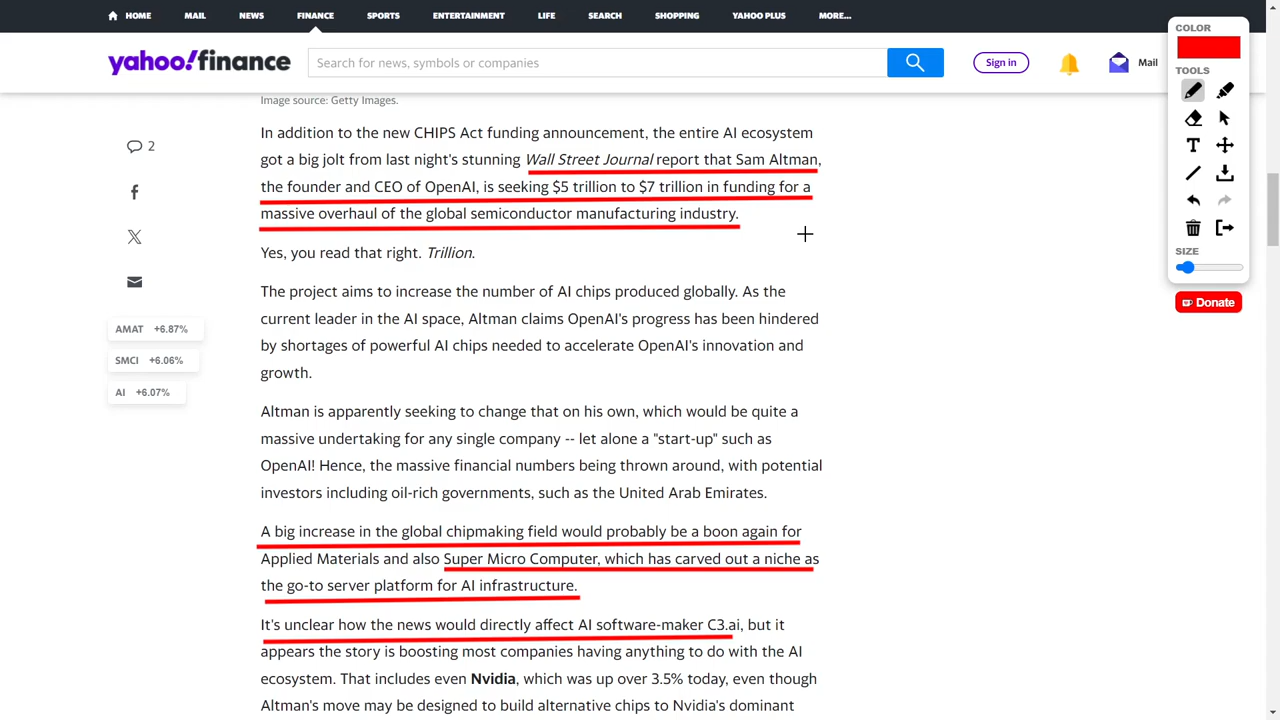 HOME MAIL NEWS FINANCE SPORTS ENTERTAINMENT LIFE SEARCH SHOPPING YAHOO PLUS MORE...
yahoo!finance Search for news, symbols or companies Sign in Mail
COLOR
TOOLS
T
SIZE
Donate
2
AMAT +6.87%
SMCI +6.06%
AI +6.07%
Image source: Getty Images.
In addition to the new CHIPS Act funding announcement, the entire AI ecosystem
got a big jolt from last night's stunning Wall Street Journal report that Sam Altman,
the founder and CEO of OpenAI, is seeking $5 trillion to $7 trillion in funding for a
massive overhaul of the global semiconductor manufacturing industry.
Yes, you read that right. Trillion.
The project aims to increase the number of AI chips produced globally. As the
current leader in the AI space, Altman claims OpenAI's progress has been hindered
by shortages of powerful AI chips needed to accelerate OpenAI's innovation and
growth.
Altman is apparently seeking to change that on his own, which would be quite a
massive undertaking for any single company -- let alone a "start-up" such as
OpenAI! Hence, the massive financial numbers being thrown around, with potential
investors including oil-rich governments, such as the United Arab Emirates.
A big increase in the global chipmaking field would probably be a boon again for
Applied Materials and also Super Micro Computer, which has carved out a niche as
the go-to server platform for AI infrastructure.
It's unclear how the news would directly affect AI software-maker C3.ai, but it
appears the story is boosting most companies having anything to do with the AI
ecosystem. That includes even Nvidia, which was up over 3.5% today, even though
Altman's move may be designed to build alternative chips to Nvidia's dominant